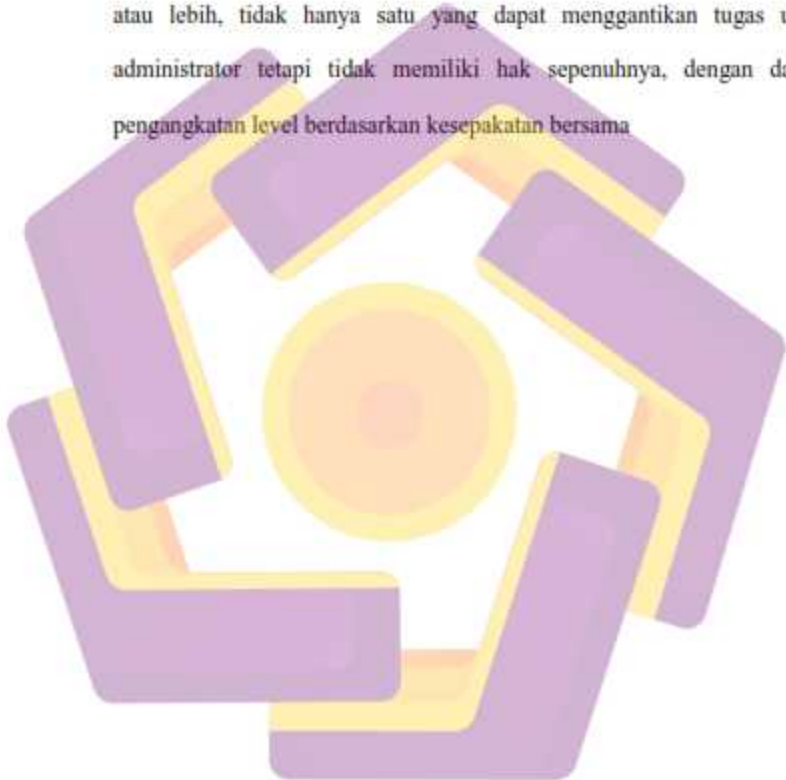 atau lebih, tidak hanya satu yang dapat menggantikan tugas
administrator tetapi tidak memiliki hak sepenuhnya, dengan
pengangkatan level berdasarkan kesepakatan bersama